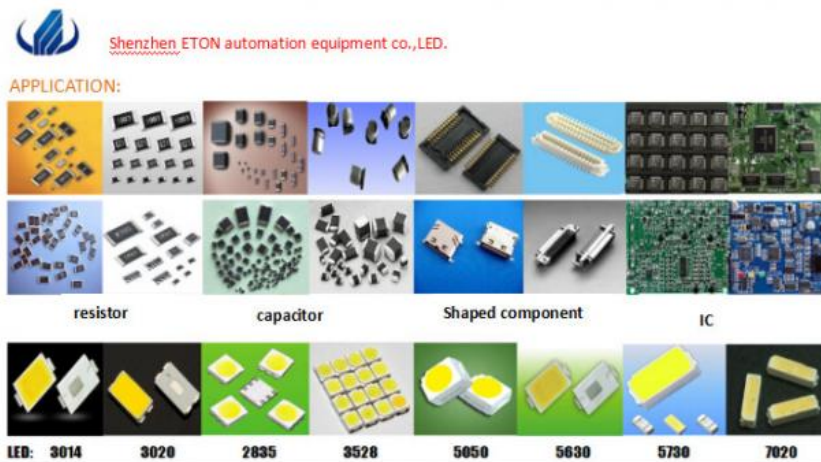 Shenzhen ETON automation equipment co.,LED.
APPLICATION:
resistor capacitor Shaped component IC
LED: 3014 3020 2835 3528 5050 5630 5730 7020